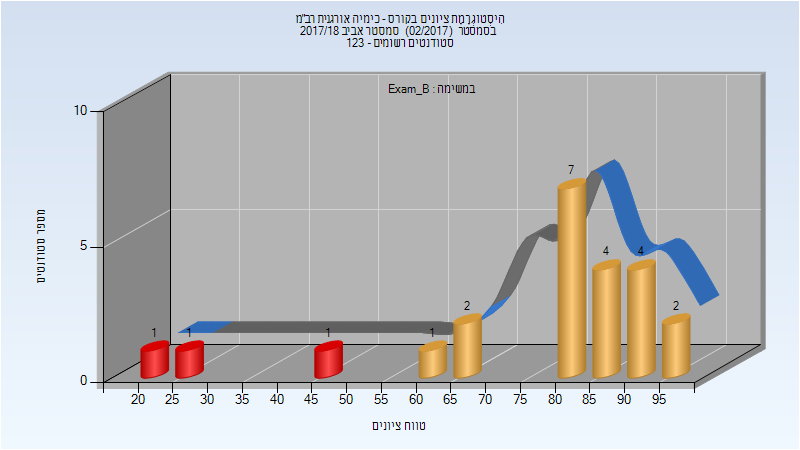 היסטוגרמת ציונים בקורס - כימיה אורגנית רב"מ
בסמסטר (02/2017) סמסטר אביב 2017/18
סטודנטים רשומים - 123
במשימה : Exam_B
מספר סטודנטים
10
5
0
1
1
1
1
2
7
4
4
2
20 25 30 35 40 45 50 55 60 65 70 75 80 85 90 95
טווח ציונים